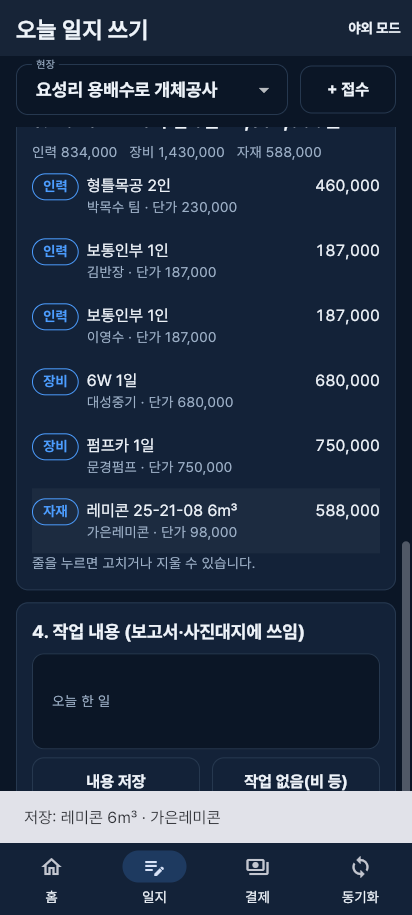 오늘 일지 쓰기
야외 모드
현장
요성리 용배수로 개체공사
+ 접수
인력 834,000 장비 1,430,000 자재 588,000
인력 형틀목공 2인 460,000
박목수 팀 · 단가 230,000
인력 보통인부 1인 187,000
김반장 · 단가 187,000
인력 보통인부 1인 187,000
이영수 · 단가 187,000
장비 6W 1일 680,000
대성중기 · 단가 680,000
장비 펌프카 1일 750,000
문경펌프 · 단가 750,000
자재 레미콘 25-21-08 6m³ 588,000
가은레미콘 · 단가 98,000
줄을 누르면 고치거나 지울 수 있습니다.
4. 작업 내용 (보고서·사진대지에 쓰임)
오늘 한 일
내용 저장
작업 없음(비 등)
저장: 레미콘 6m³ · 가은레미콘
홈
일지
결제
동기화